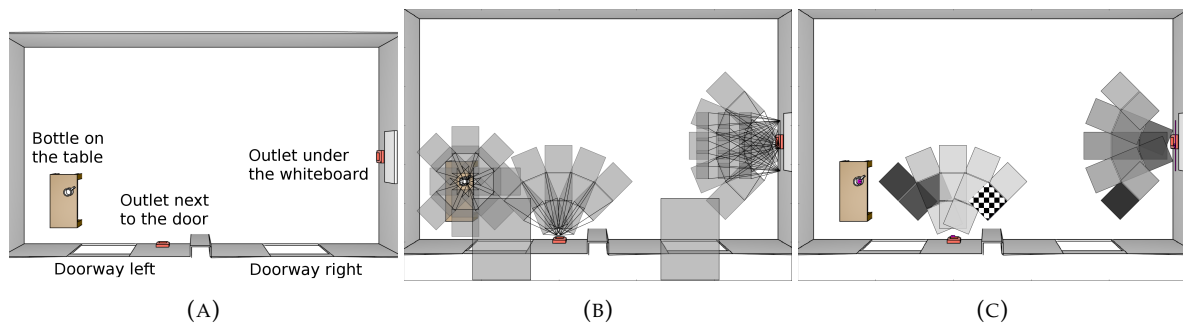 Bottle on
the table
Outlet under
the whiteboard
Outlet next
to the door
Doorway left
Doorway right
(A)
(B)
(C)